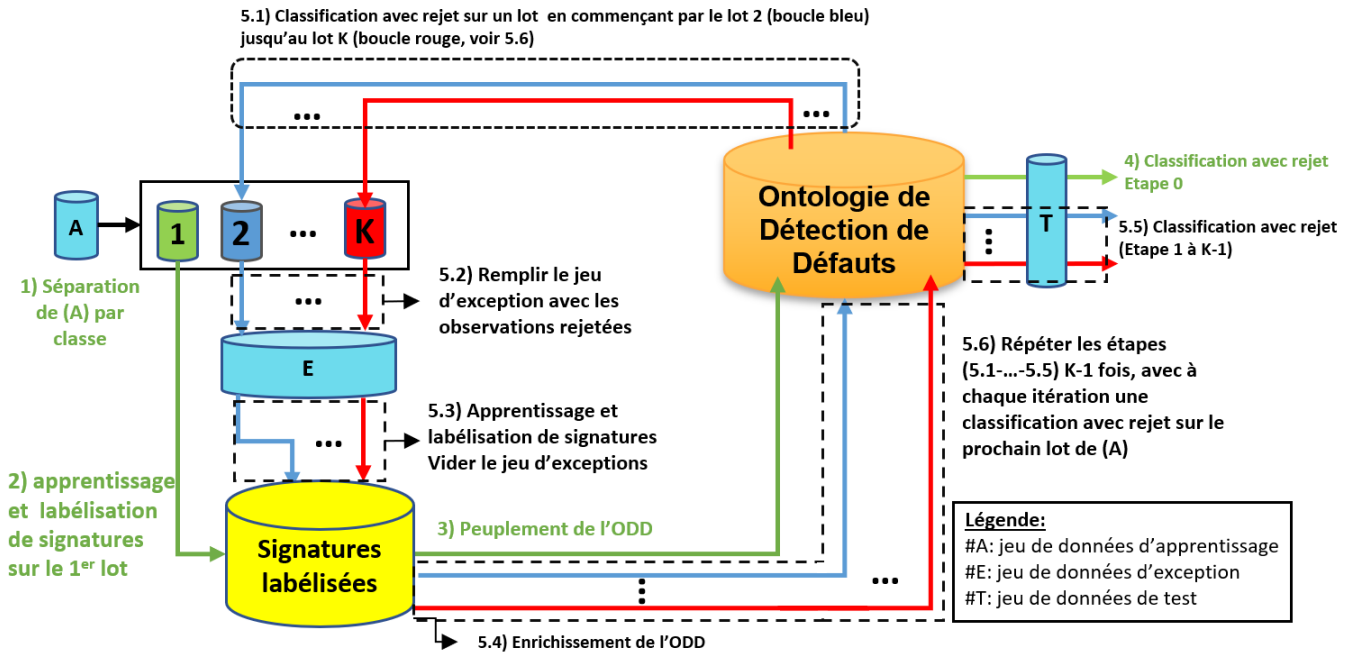 5.1) Classification avec rejet sur un lot en commençant par le lot 2 (boucle bleu)
jusqu'au lot K (boucle rouge, voir 5.6)
...
...
A
1
2
...
K
1) Séparation
de (A) par
classe
Ontologie de
Détection de
Défauts
T
4) Classification avec rejet
Etape 0
5.5) Classification avec rejet
(Etape 1 à K-1)
...
...
5.2) Remplir le jeu
d'exception avec les
observations rejetées
E
5.3) Apprentissage et
labélisation de signatures
Vider le jeu d'exceptions
...
5.6) Répéter les étapes
(5.1-...-5.5) K-1 fois, avec à
chaque itération une
classification avec rejet sur le
prochain lot de (A)
2) apprentissage
et labélisation
de signatures
sur le 1er lot
Signatures
labélisées
3) Peuplement de l'ODD
...
...
5.4) Enrichissement de l'ODD
Légende:
#A: jeu de données d'apprentissage
#E: jeu de données d'exception
#T: jeu de données de test